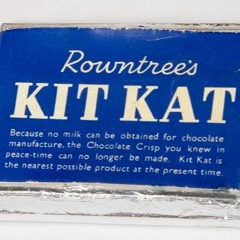 Rowntree's
KIT KAT
Because no milk can be obtained for chocolate
manufacture, the Chocolate Crisp you knew in
peace-time can no longer be made. Kit Kat is
the nearest possible product at the present time.